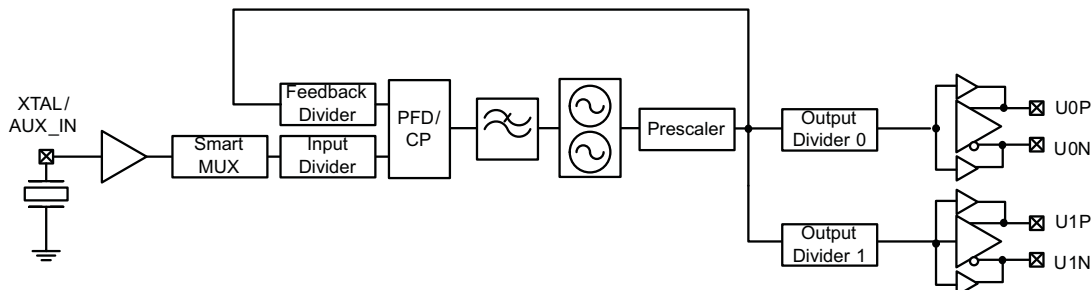 XTAL/
AUX_IN
Smart
MUX
Feedback
Divider
Input
Divider
PFD/
CP
Prescaler
Output
Divider 0
U0P
U0N
Output
Divider 1
U1P
U1N